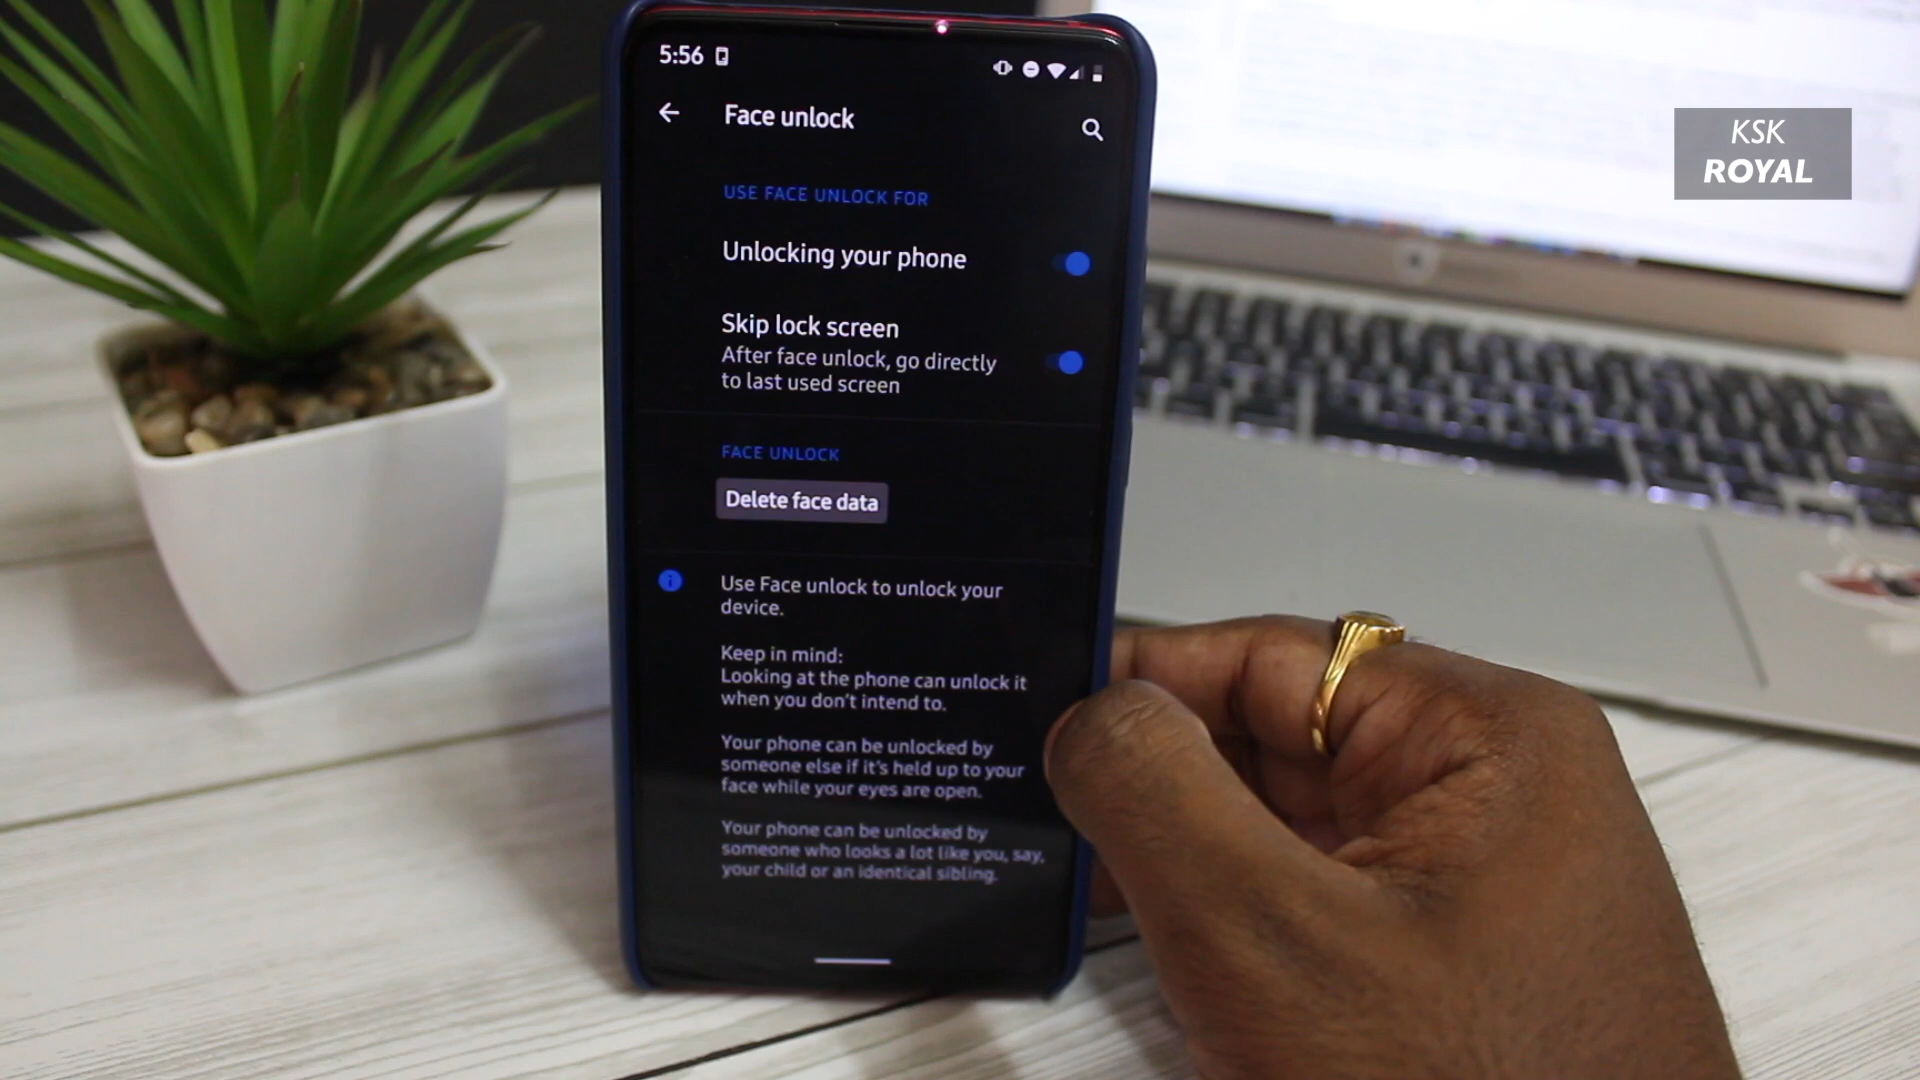 5:56
Face unlock
KSK
ROYAL
USE FACE UNLOCK FOR
Unlocking your phone
Skip lock screen
After face unlock, go directly
to last used screen
FACE UNLOCK
Delete face data
Use Face unlock to unlock your
device.
Keep in mind:
Looking at the phone can unlock it
when you don't intend to.
Your phone can be unlocked by
someone else if it's held up to your
face while your eyes are open.
Your phone can be unlocked by
someone who looks a lot like you, say,
your child or an identical sibling.